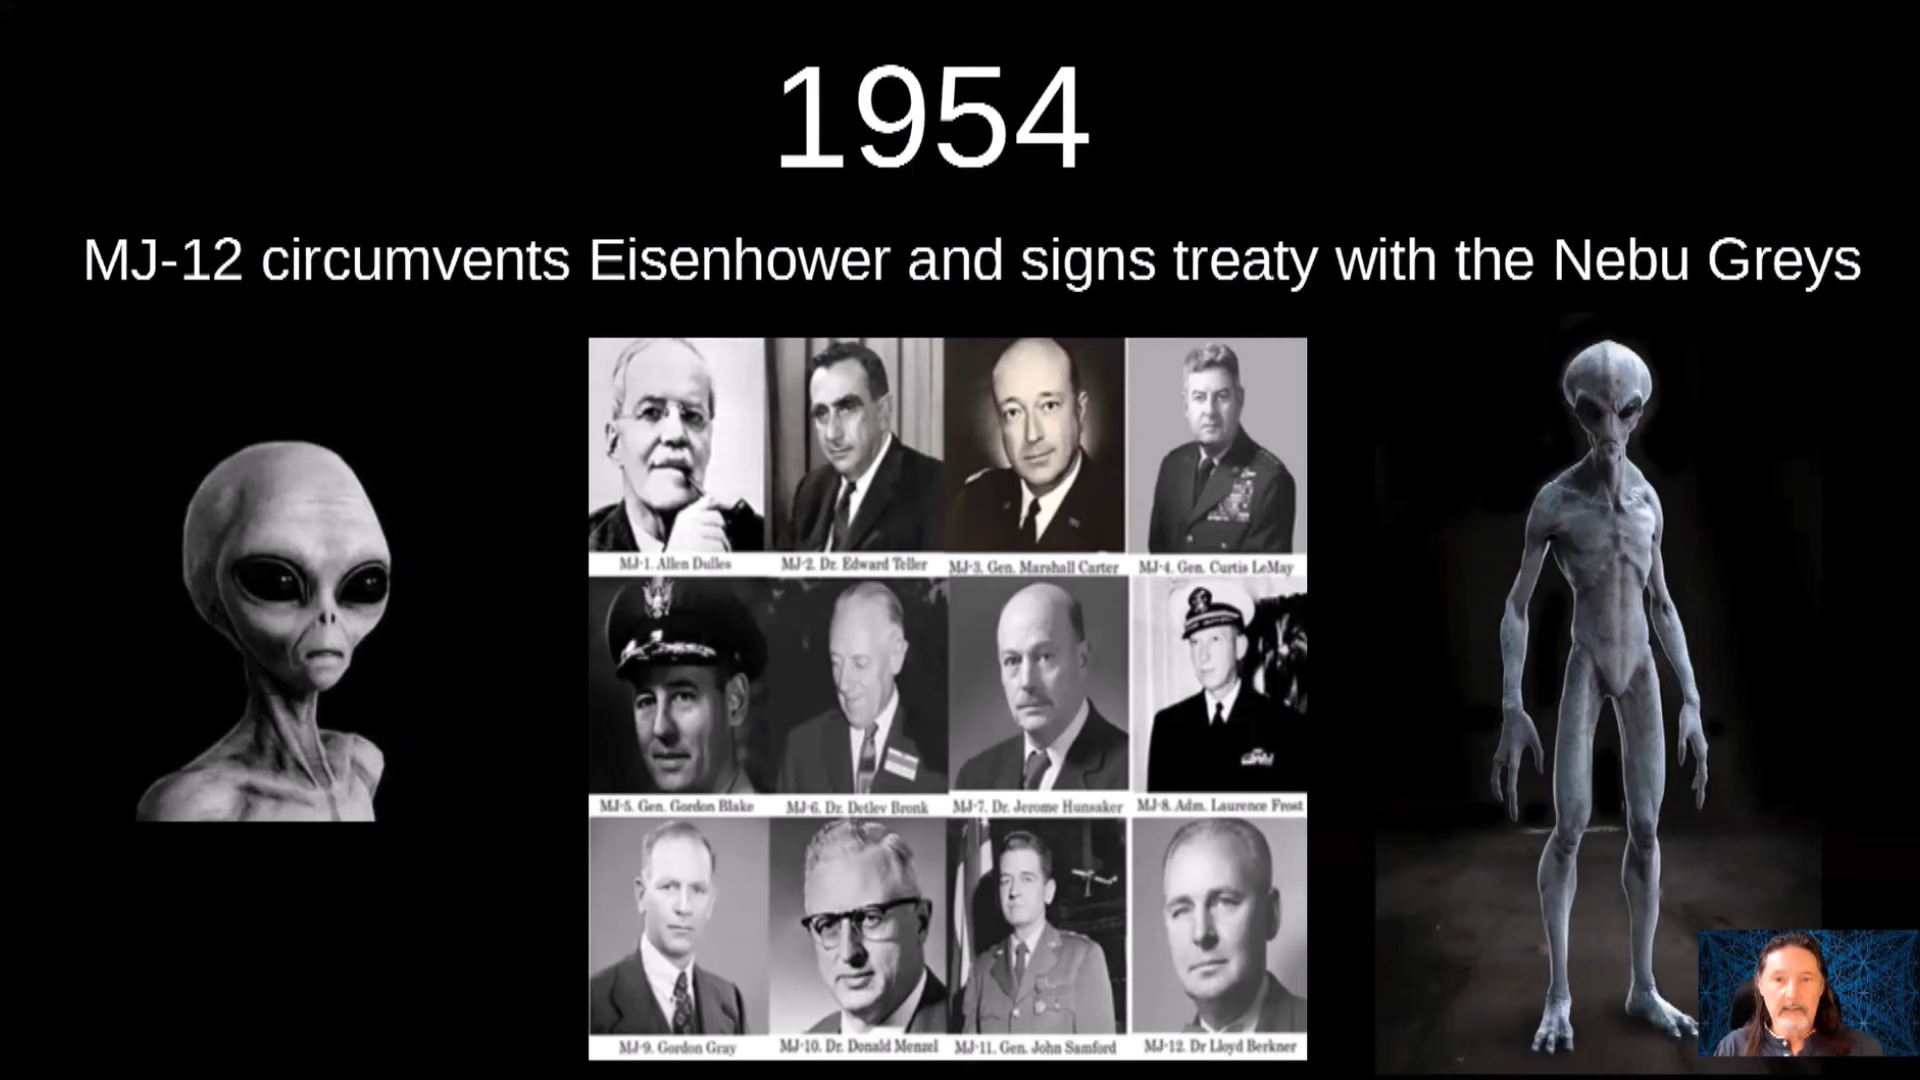 1954
MJ-12 circumvents Eisenhower and signs treaty with the Nebu Greys
MJ-1. Allen Dulles
MJ-2. Dr. Edward Teller
MJ-3. Gen. Marshall Carter
MJ-4. Gen. Curtis LeMay
MJ-5. Gen. Gordon Blake
MJ-6. Dr. Detlev Bronk
MJ-7. Dr. Jerome Hunsaker
MJ-8. Adm. Laurence Frost
MJ-9. Gordon Gray
MJ-10. Dr. Donald Menzel
MJ-11. Gen. John Samford
MJ-12. Dr Lloyd Berkner